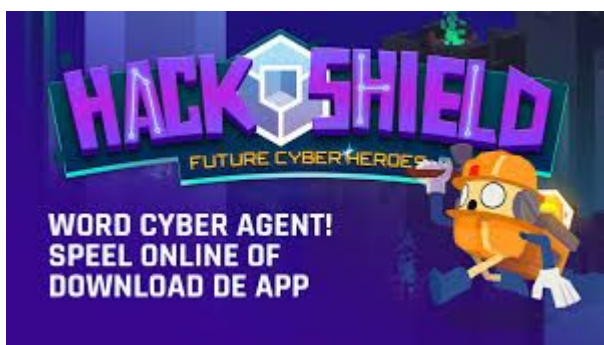 HACK SHIELD
FUTURE CYBER HEROES
WORD CYBER AGENT!
SPEEL ONLINE OF
DOWNLOAD DE APP